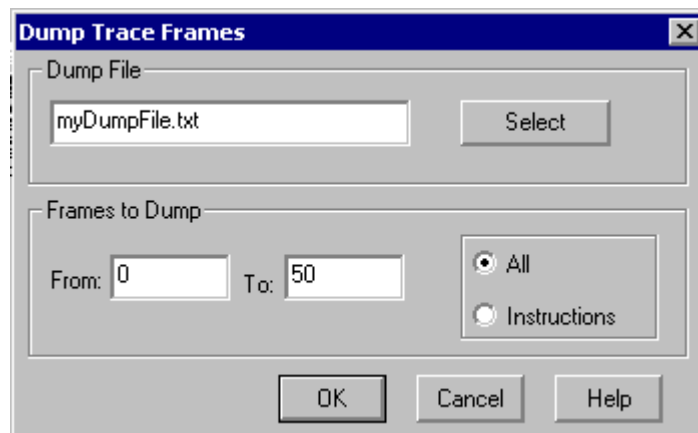 Dump Trace Frames
Dump File
myDumpFile.txt
Select
Frames to Dump
From: 0 To: 50
All
Instructions
OK Cancel Help